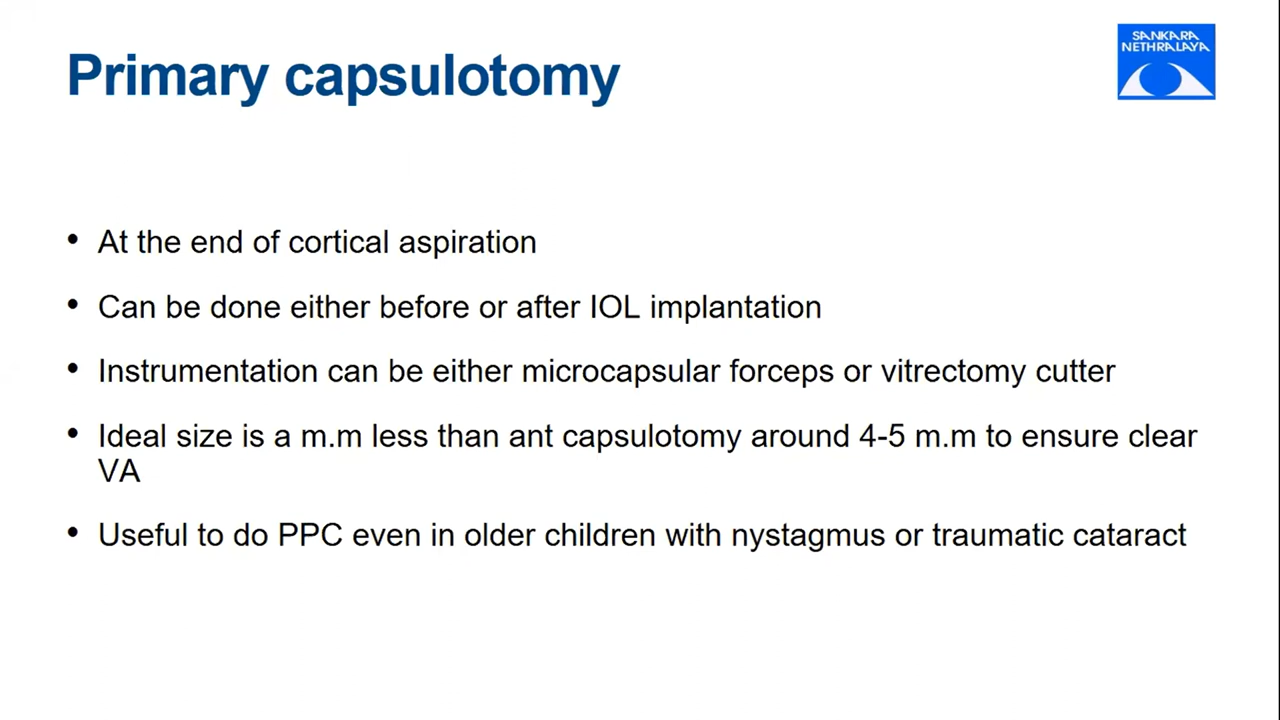 Primary capsulotomy
SANKARA
NETHRALAYA
• At the end of cortical aspiration
• Can be done either before or after IOL implantation
• Instrumentation can be either microcapsular forceps or vitrectomy cutter
• Ideal size is a m.m less than ant capsulotomy around 4-5 m.m to ensure clear
VA
• Useful to do PPC even in older children with nystagmus or traumatic cataract